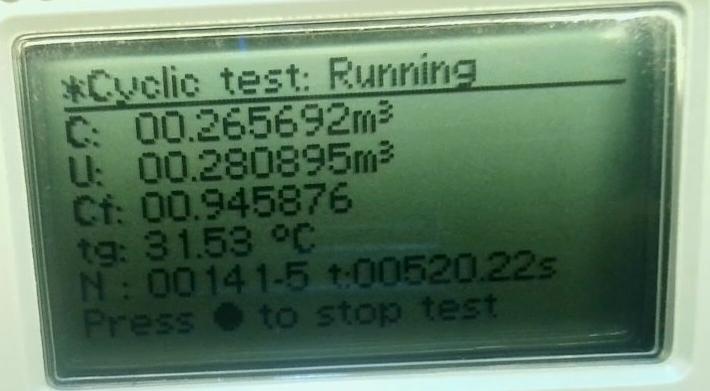 *Cyclic test: Running
C: 00.265692m³
U: 00.280895m³
Cf: 00.945876
tg: 31.53 °C
N : 00141-5 t:00520.22s
Press ● to stop test